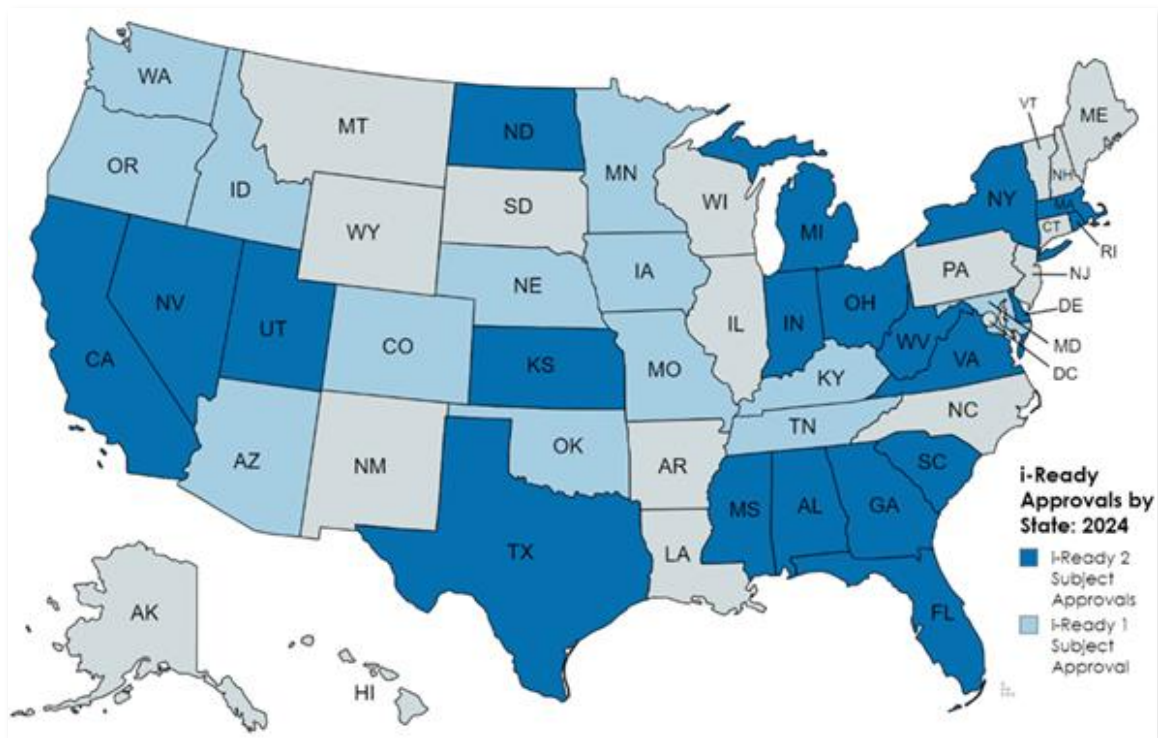 WA
MT
ND
MN
OR
ID
SD
WI
WY
MI
VT
ME
NH
NY
MA
CT
RI
NJ
PA
DE
MD
DC
NV
UT
CA
CO
NE
IA
KS
MO
IL
IN
OH
WV
VA
KY
TN
NC
SC
AZ
NM
OK
AR
TX
LA
MS
AL
GA
FL
AK
HI
i-Ready
Approvals by
State: 2024
i-Ready 2
Subject
Approvals
i-Ready 1
Subject
Approval